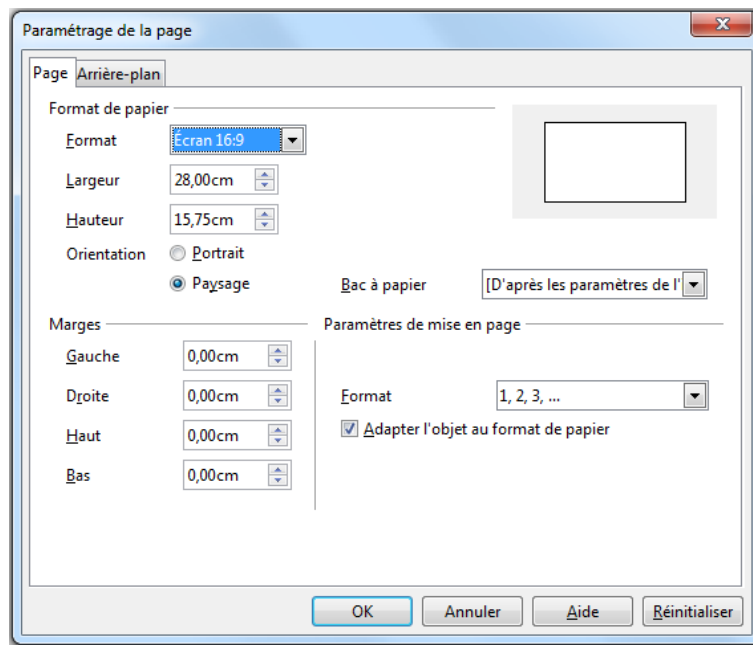 Paramétrage de la page
Page Arrière-plan
Format de papier
Format Écran 16:9
Largeur 28,00cm
Hauteur 15,75cm
Orientation Portrait
Paysage Bac à papier [D'après les paramètres de l'
Marges Paramètres de mise en page
Gauche 0,00cm
Droite 0,00cm Format 1, 2, 3, ...
Haut 0,00cm Adapter l'objet au format de papier
Bas 0,00cm
OK Annuler Aide Réinitialiser